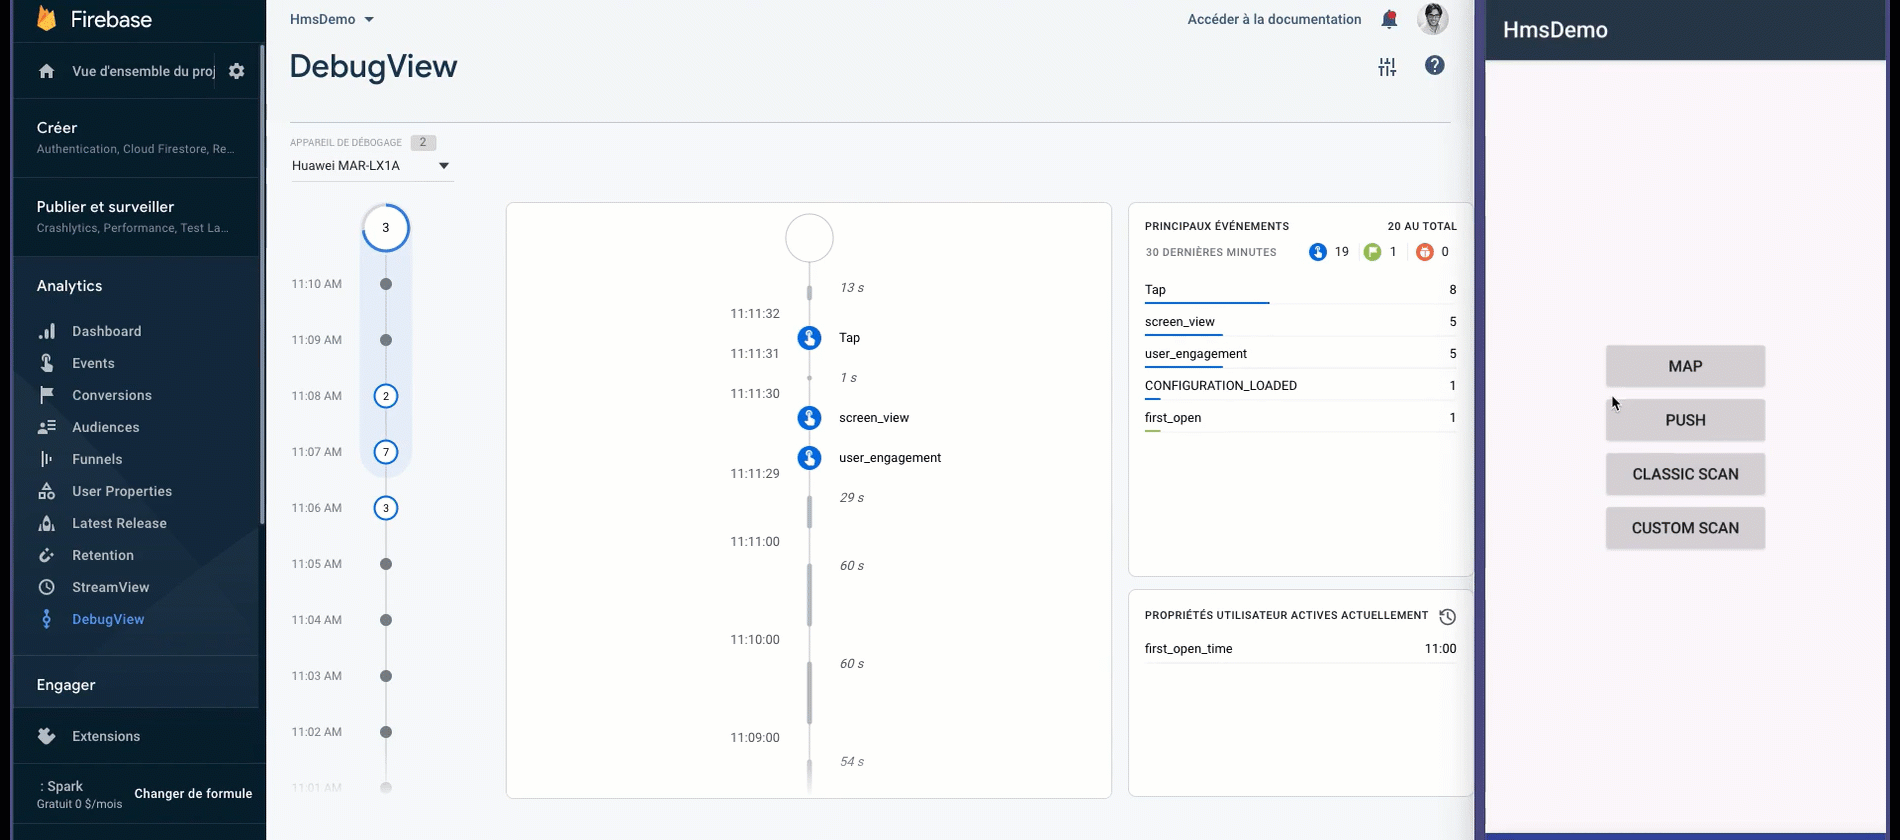 Firebase
Vue d'ensemble du proj
Créer
Authentication, Cloud Firestore, Re...
Publier et surveiller
Crashlytics, Performance, Test La...
Analytics
Dashboard
Events
Conversions
Audiences
Funnels
User Properties
Latest Release
Retention
StreamView
DebugView
Engager
Extensions
: Spark
Gratuit 0 $/mois
Changer de formule
HmsDemo
Accéder à la documentation
DebugView
APPAREIL DE DÉBOGAGE 2
Huawei MAR-LX1A
3
11:10 AM
11:09 AM
11:08 AM 2
11:07 AM 7
11:06 AM 3
11:05 AM
11:04 AM
11:03 AM
11:02 AM
11:01 AM
13 s
11:11:32
Tap
11:11:31
1 s
11:11:30
screen_view
user_engagement
11:11:29
29 s
11:11:00
60 s
11:10:00
60 s
11:09:00
54 s
PRINCIPAUX ÉVÉNEMENTS 20 AU TOTAL
30 DERNIÈRES MINUTES 19 1 0
Tap 8
screen_view 5
user_engagement 5
CONFIGURATION_LOADED 1
first_open 1
PROPRIÉTÉS UTILISATEUR ACTIVES ACTUELLEMENT
first_open_time 11:00
HmsDemo
MAP
PUSH
CLASSIC SCAN
CUSTOM SCAN